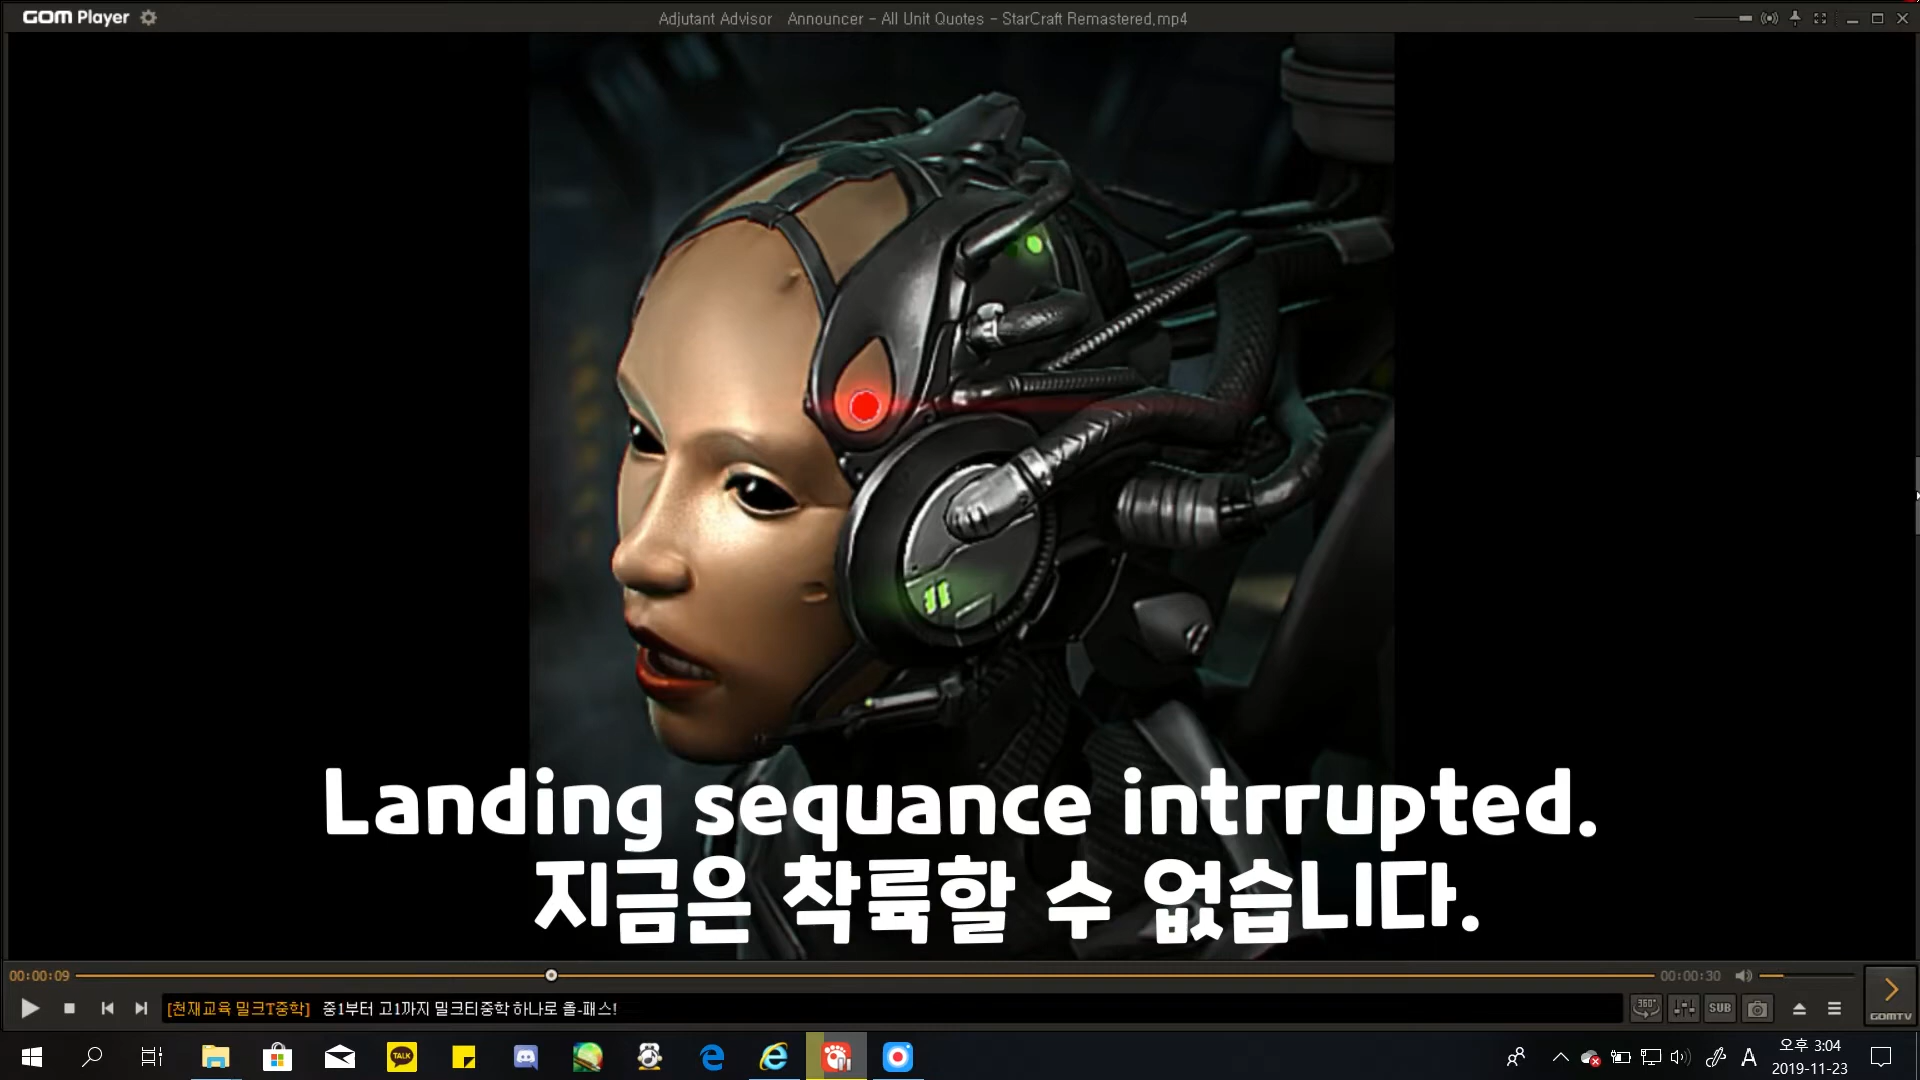 GOM Player
Adjutant Advisor Announcer - All Unit Quotes - StarCraft Remastered.mp4
Landing sequance intrrupted.
지금은 착륙할 수 없습니다.
00:00:09
00:00:30
[천재교육 밀크T중학] 중1부터 고1까지 밀크티중학 하나로 올-패스!
360°
SUB
GOMTV
TALK
A
오후 3:04
2019-11-23